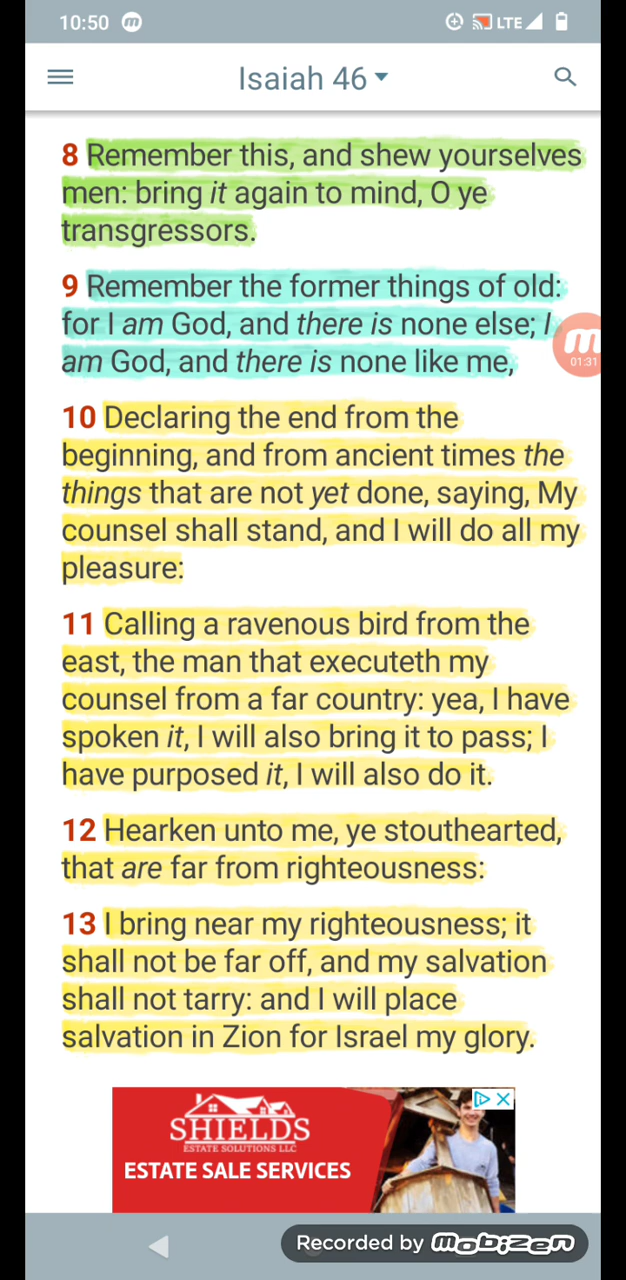 10:50 m LTE
Isaiah 46
8 Remember this, and shew yourselves
men: bring it again to mind, O ye
transgressors.
9 Remember the former things of old:
for I am God, and there is none else; I
am God, and there is none like me,
m
01:31
10 Declaring the end from the
beginning, and from ancient times the
things that are not yet done, saying, My
counsel shall stand, and I will do all my
pleasure:
11 Calling a ravenous bird from the
east, the man that executeth my
counsel from a far country: yea, I have
spoken it, I will also bring it to pass; I
have purposed it, I will also do it.
12 Hearken unto me, ye stouthearted,
that are far from righteousness:
13 I bring near my righteousness; it
shall not be far off, and my salvation
shall not tarry: and I will place
salvation in Zion for Israel my glory.
SHIELDS
ESTATE SOLUTIONS LLC
ESTATE SALE SERVICES
Recorded by mobizen